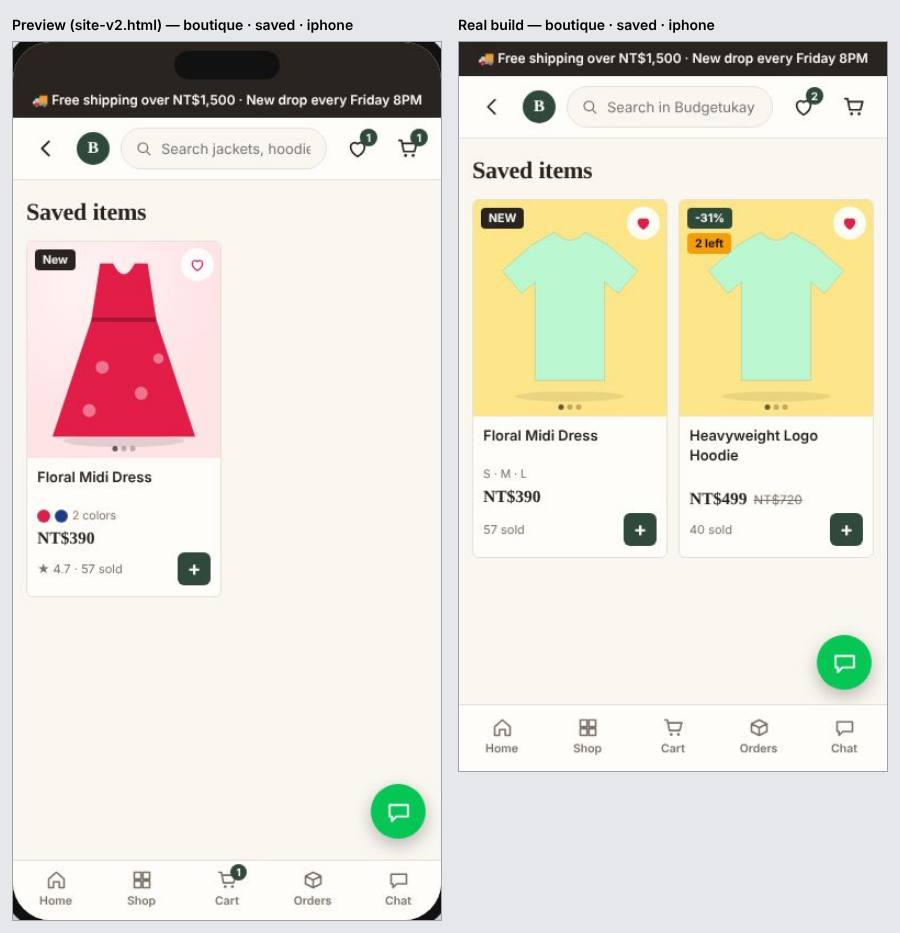 Preview (site-v2.html) — boutique · saved · iphone
🚚 Free shipping over NT$1,500 · New drop every Friday 8PM
B
Search jackets, hoodie
1
1
Saved items
New
Floral Midi Dress
2 colors
NT$390
★ 4.7 · 57 sold
+
1
Home
Shop
Cart
Orders
Chat
Real build — boutique · saved · iphone
🚚 Free shipping over NT$1,500 · New drop every Friday 8PM
B
Search in Budgetukay
2
Saved items
NEW
Floral Midi Dress
S · M · L
NT$390
57 sold
+
-31%
2 left
Heavyweight Logo
Hoodie
NT$499 NT$720
40 sold
+
Home
Shop
Cart
Orders
Chat